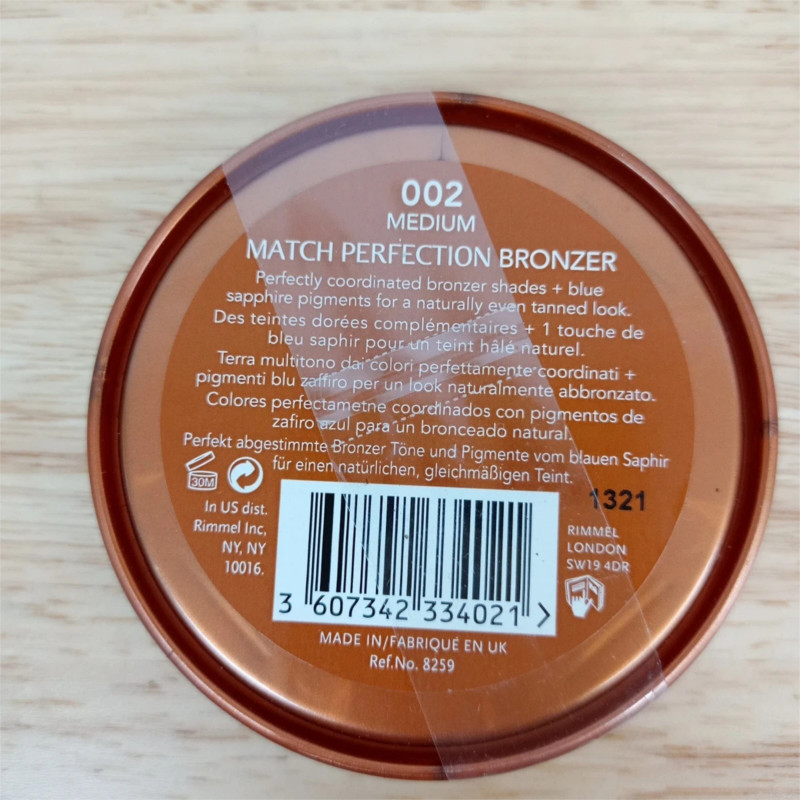 002
MEDIUM
MATCH PERFECTION BRONZER
Perfectly coordinated bronzer shades + blue
sapphire pigments for a naturally even tanned look.
Des teintes dorées complémentaires + 1 touche de
bleu saphir pour un teint hâlé naturel.
Terra multitono dai colori perfettamente coordinati +
pigmenti blu zaffiro per un look naturalmente abbronzato.
Colores perfectametne coordinados con pigmentos de
zafiro azul para un bronceado natural.
Perfekt abgestimmte Bronzer Töne und Pigmente vom blauen Saphir
für einen natürlichen, gleichmäßigen Teint.
30M
1321
In US dist.
Rimmel Inc,
NY, NY
10016.
RIMMEL
LONDON
SW19 4DR
3 607342 334021 >
MADE IN/FABRIQUÉ EN UK
Ref.No. 8259